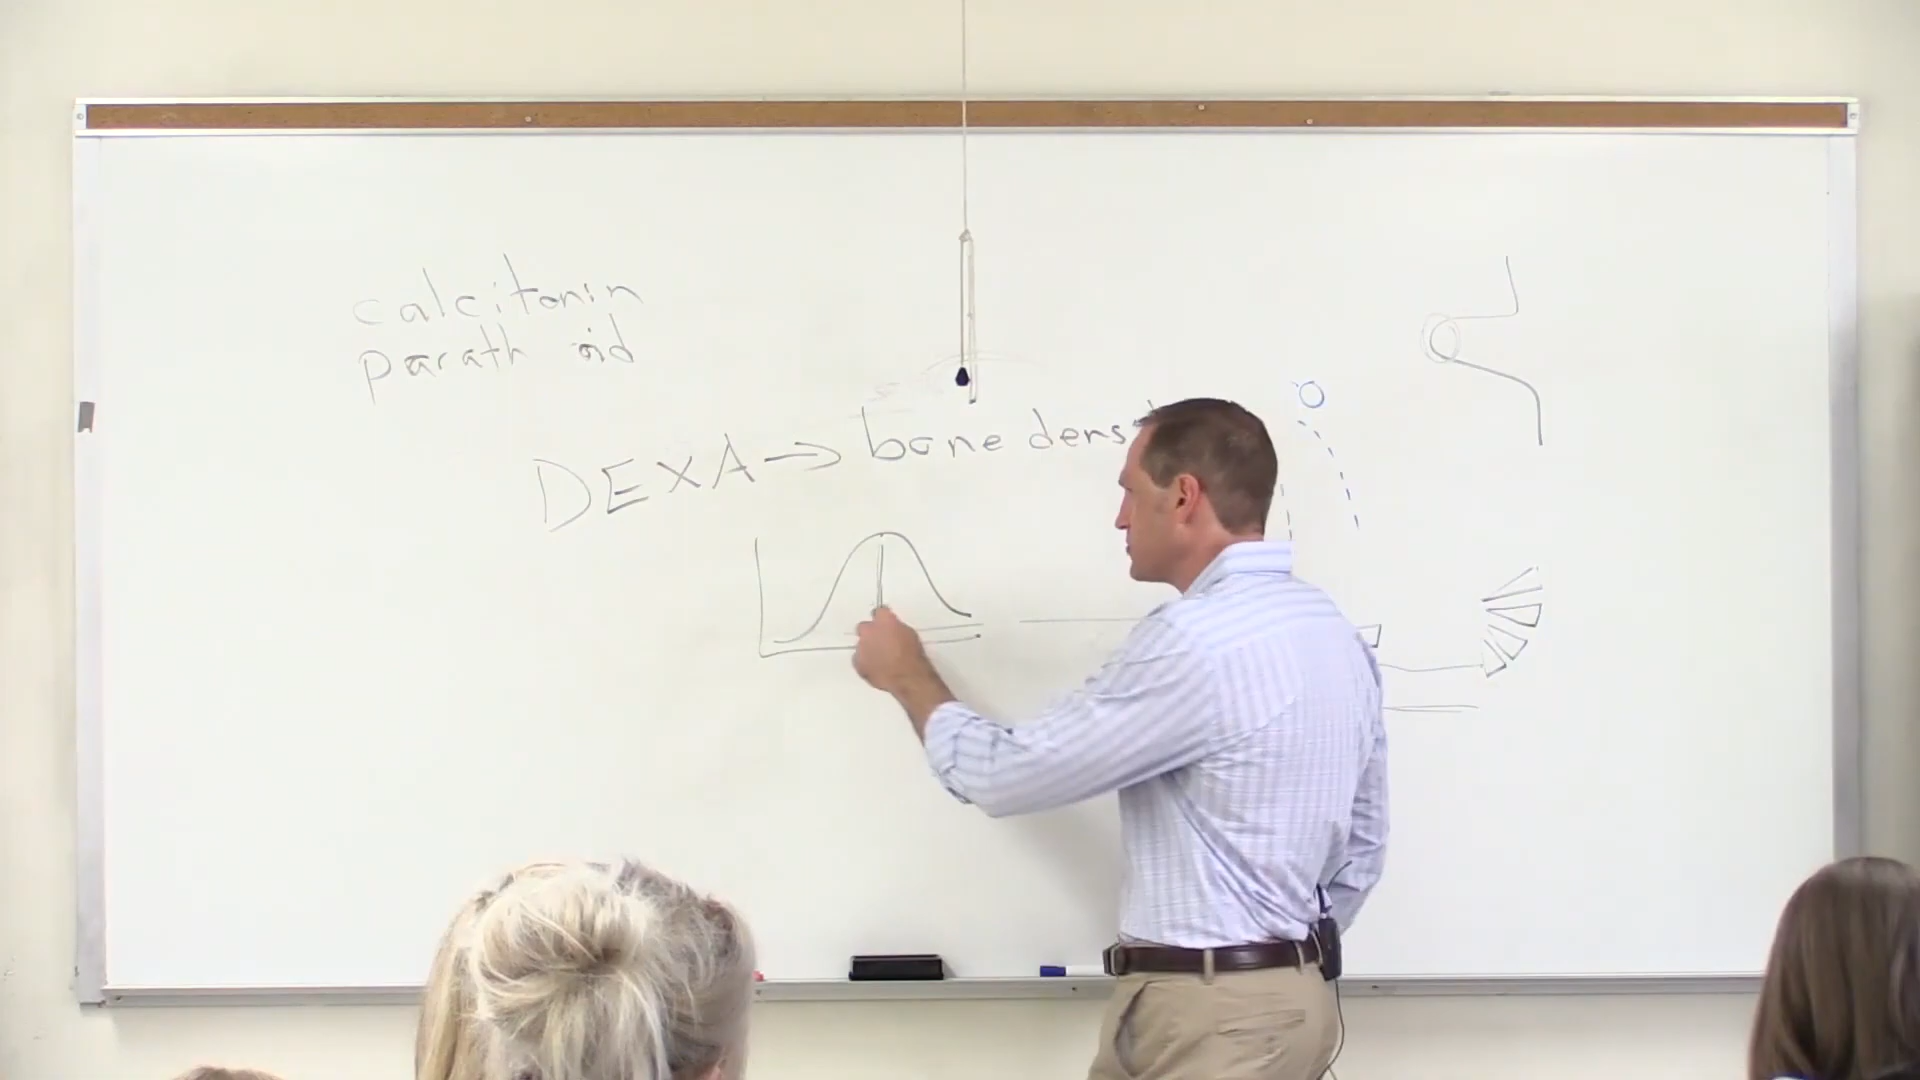 calcitonin
parath oid
DEXA → bone dens